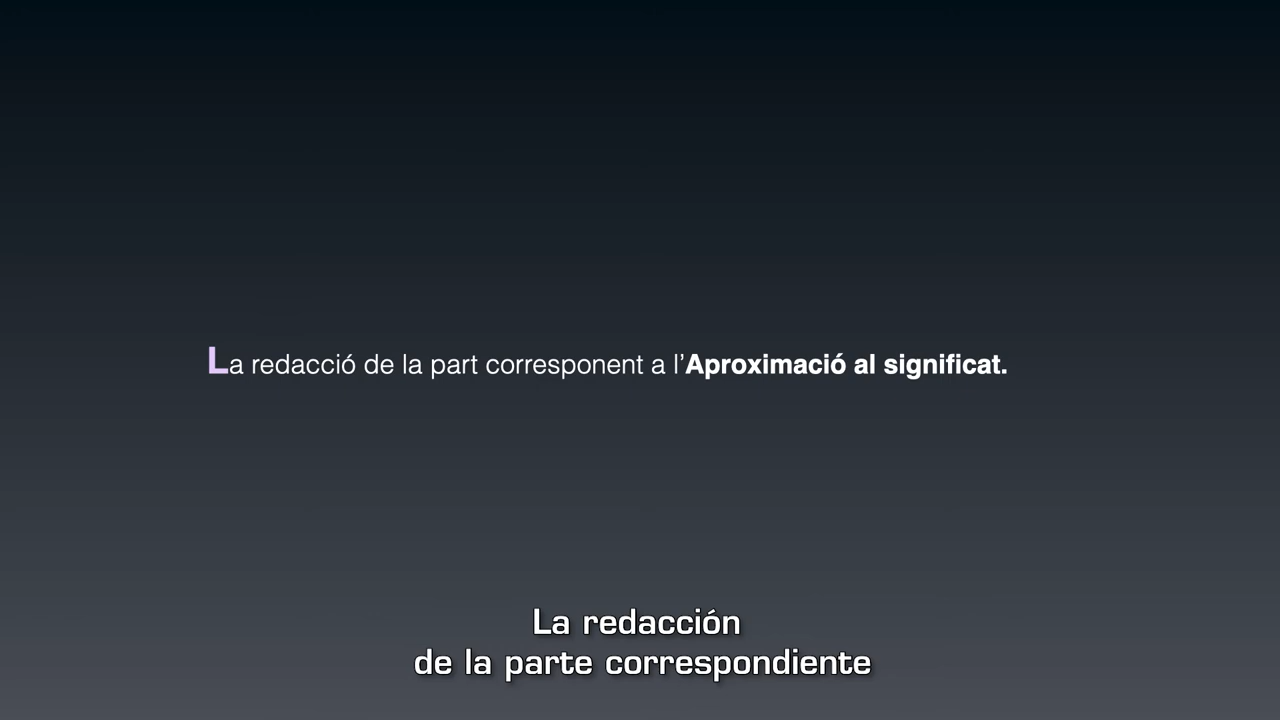 La redacció de la part corresponent a l’Aproximació al significat.
La redacción
de la parte correspondiente